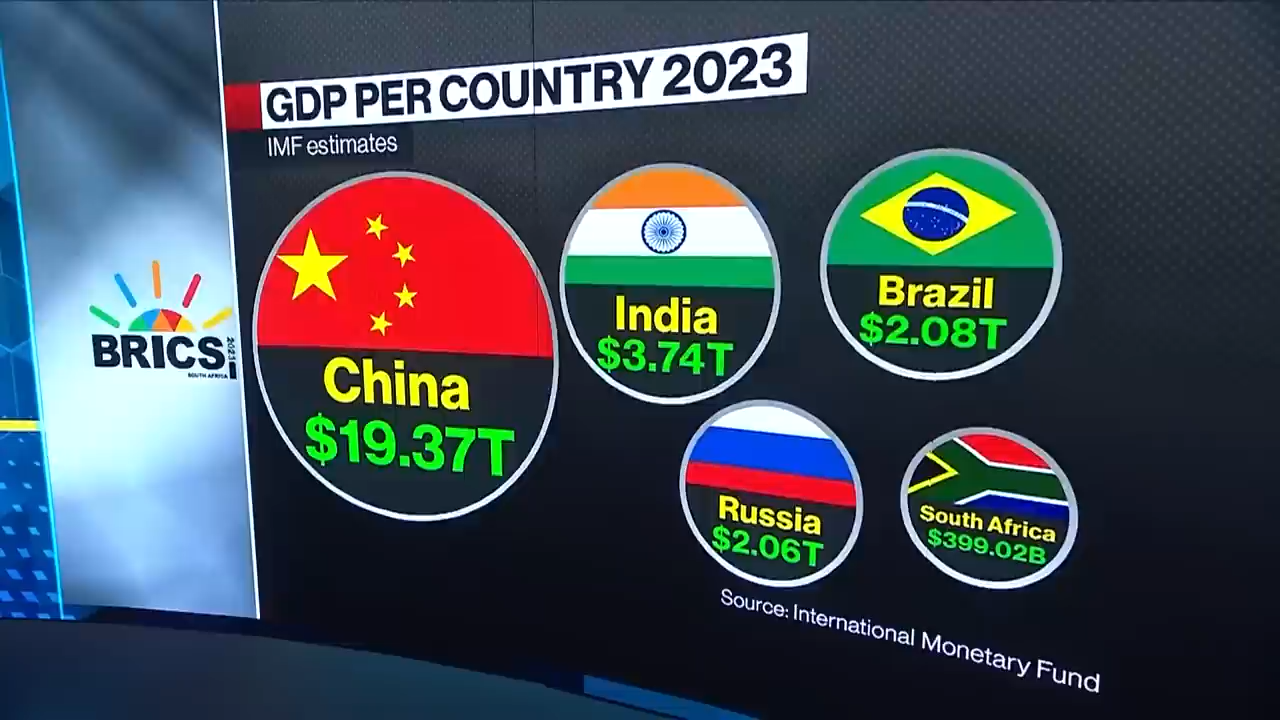 GDP PER COUNTRY 2023
IMF estimates
BRICS
2023
SOUTH AFRICA
China
$19.37T
India
$3.74T
Brazil
$2.08T
Russia
$2.06T
South Africa
$399.02B
Source: International Monetary Fund